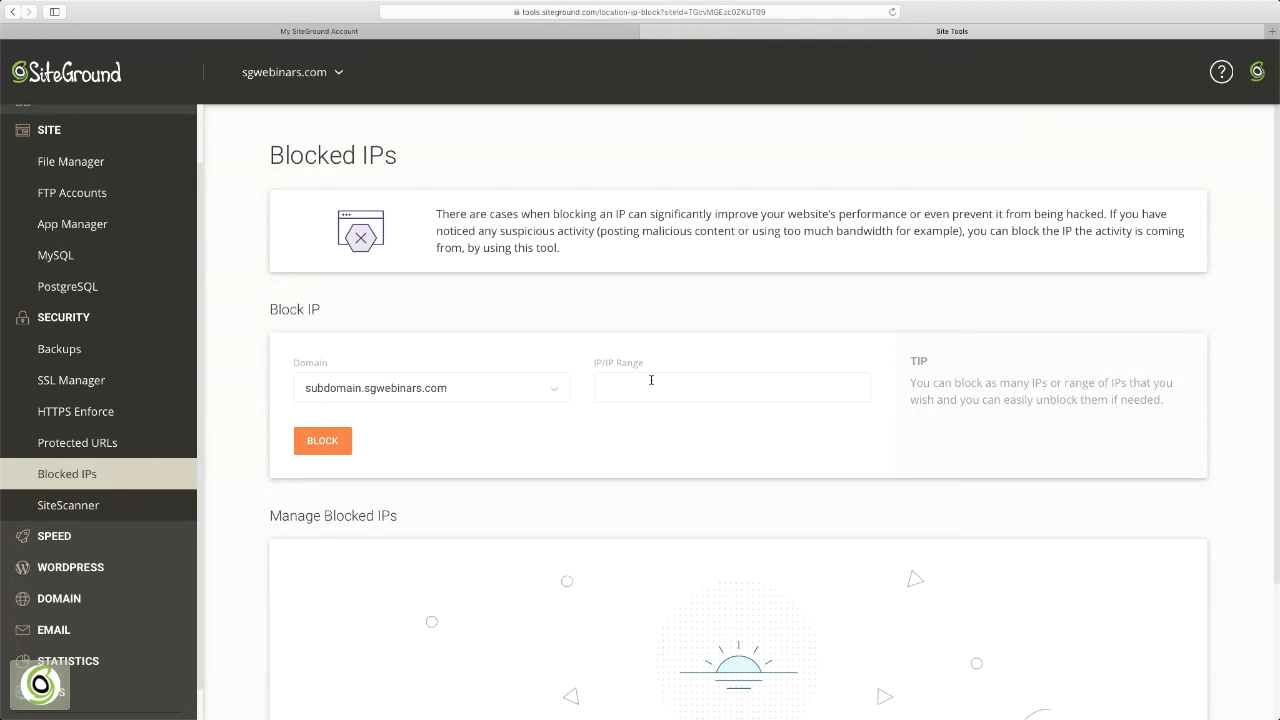 tools.siteground.com/location-ip-block?siteId=TGcvMGEzc0ZKUT09
My SiteGround Account
Site Tools
SiteGround
sgwebinars.com
?
SITE
File Manager
FTP Accounts
App Manager
MySQL
PostgreSQL
SECURITY
Backups
SSL Manager
HTTPS Enforce
Protected URLs
Blocked IPs
SiteScanner
SPEED
WORDPRESS
DOMAIN
EMAIL
STATISTICS
Blocked IPs
There are cases when blocking an IP can significantly improve your website's performance or even prevent it from being hacked. If you have
noticed any suspicious activity (posting malicious content or using too much bandwidth for example), you can block the IP the activity is coming
from, by using this tool.
Block IP
Domain
subdomain.sgwebinars.com
IP/IP Range
BLOCK
TIP
You can block as many IPs or range of IPs that you
wish and you can easily unblock them if needed.
Manage Blocked IPs